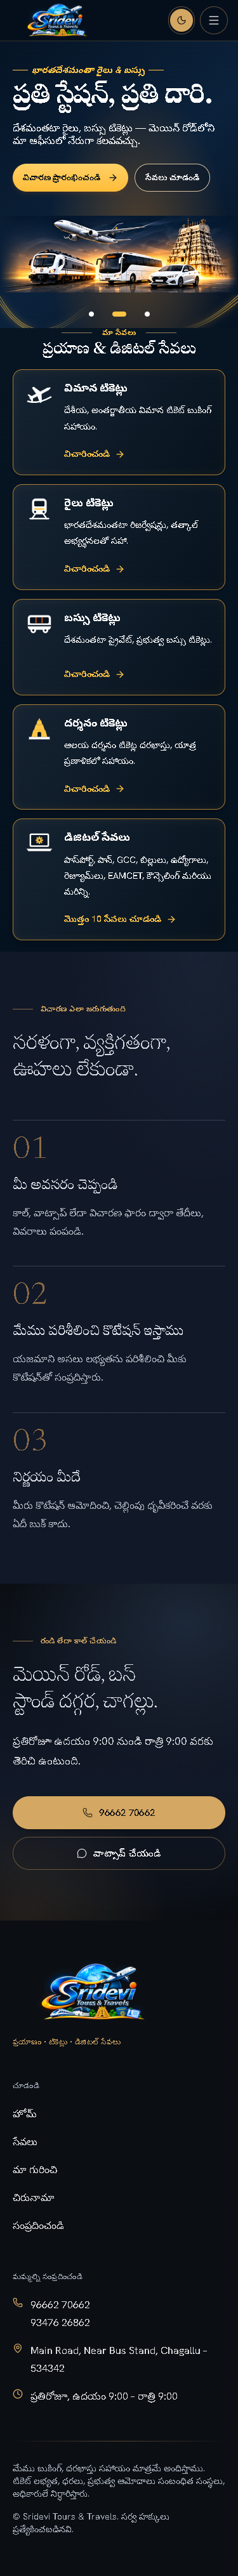 Sridevi
Tours & Travels
భారతదేశమంతా రైలు & బస్సు
ప్రతి స్టేషన్, ప్రతి దారి.
దేశమంతటా రైలు, బస్సు టికెట్లు — మెయిన్ రోడ్‌లోని
మా ఆఫీసులో నేరుగా కలవవచ్చు.
విచారణ ప్రారంభించండి
సేవలు చూడండి
మా సేవలు
ప్రయాణ & డిజిటల్ సేవలు
విమాన టికెట్లు
దేశీయ, అంతర్జాతీయ విమాన టికెట్ బుకింగ్
సహాయం.
విచారించండి
రైలు టికెట్లు
భారతదేశమంతటా రిజర్వేషన్లు, తత్కాల్
అభ్యర్థనలతో సహా.
విచారించండి
బస్సు టికెట్లు
దేశమంతటా ప్రైవేట్, ప్రభుత్వ బస్సు టికెట్లు.
విచారించండి
దర్శనం టికెట్లు
ఆలయ దర్శనం టికెట్ల దరఖాస్తు, యాత్ర
ప్రణాళికలో సహాయం.
విచారించండి
డిజిటల్ సేవలు
పాస్‌పోర్ట్, పాన్, GCC, బిల్లులు, ఉద్యోగాలు,
రెజ్యూమ్‌లు, EAMCET, కౌన్సెలింగ్ మరియు
మరిన్ని.
మొత్తం 10 సేవలు చూడండి
విచారణ ఎలా జరుగుతుంది
సరళంగా, వ్యక్తిగతంగా,
ఊహలు లేకుండా.
01
మీ అవసరం చెప్పండి
కాల్, వాట్సాప్ లేదా విచారణ ఫారం ద్వారా తేదీలు,
వివరాలు పంపండి.
02
మేము పరిశీలించి కొటేషన్ ఇస్తాము
యజమాని అసలు లభ్యతను పరిశీలించి మీకు
కొటేషన్‌తో సంప్రదిస్తారు.
03
నిర్ణయం మీదే
మీరు కొటేషన్ ఆమోదించి, చెల్లింపు ధృవీకరించే వరకు
ఏదీ బుక్ కాదు.
రండి లేదా కాల్ చేయండి
మెయిన్ రోడ్, బస్
స్టాండ్ దగ్గర, చాగల్లు.
ప్రతిరోజూ ఉదయం 9:00 నుండి రాత్రి 9:00 వరకు
తెరిచి ఉంటుంది.
96662 70662
వాట్సాప్ చేయండి
Sridevi
Tours & Travels
ప్రయాణం · టికెట్లు · డిజిటల్ సేవలు
చూడండి
హోమ్
సేవలు
మా గురించి
చిరునామా
సంప్రదించండి
మమ్మల్ని సంప్రదించండి
96662 70662
93476 26862
Main Road, Near Bus Stand, Chagallu –
534342
ప్రతిరోజూ, ఉదయం 9:00 – రాత్రి 9:00
మేము బుకింగ్, దరఖాస్తు సహాయం మాత్రమే అందిస్తాము.
టికెట్ లభ్యత, ధరలు, ప్రభుత్వ ఆమోదాలు సంబంధిత సంస్థలు,
అధికారులే నిర్ణారిస్తారు.
© Sridevi Tours & Travels. సర్వ హక్కులు
ప్రత్యేకించబడినవి.